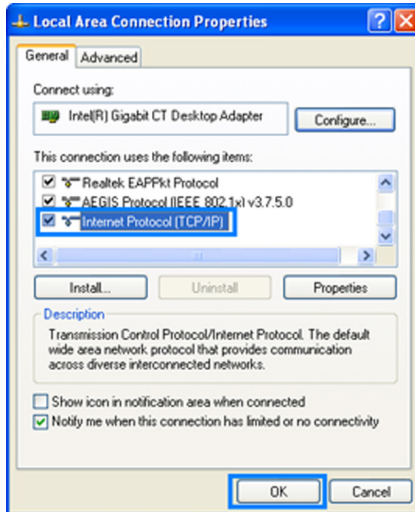 Local Area Connection Properties
General Advanced
Connect using:
Intel(R) Gigabit CT Desktop Adapter Configure...
This connection uses the following items:
Realtek EAPPkt Protocol
AEGIS Protocol (IEEE 802.1x) v3.7.5.0
Internet Protocol (TCP/IP)
Install... Uninstall Properties
Description
Transmission Control Protocol/Internet Protocol. The default
wide area network protocol that provides communication
across diverse interconnected networks.
Show icon in notification area when connected
Notify me when this connection has limited or no connectivity
OK Cancel